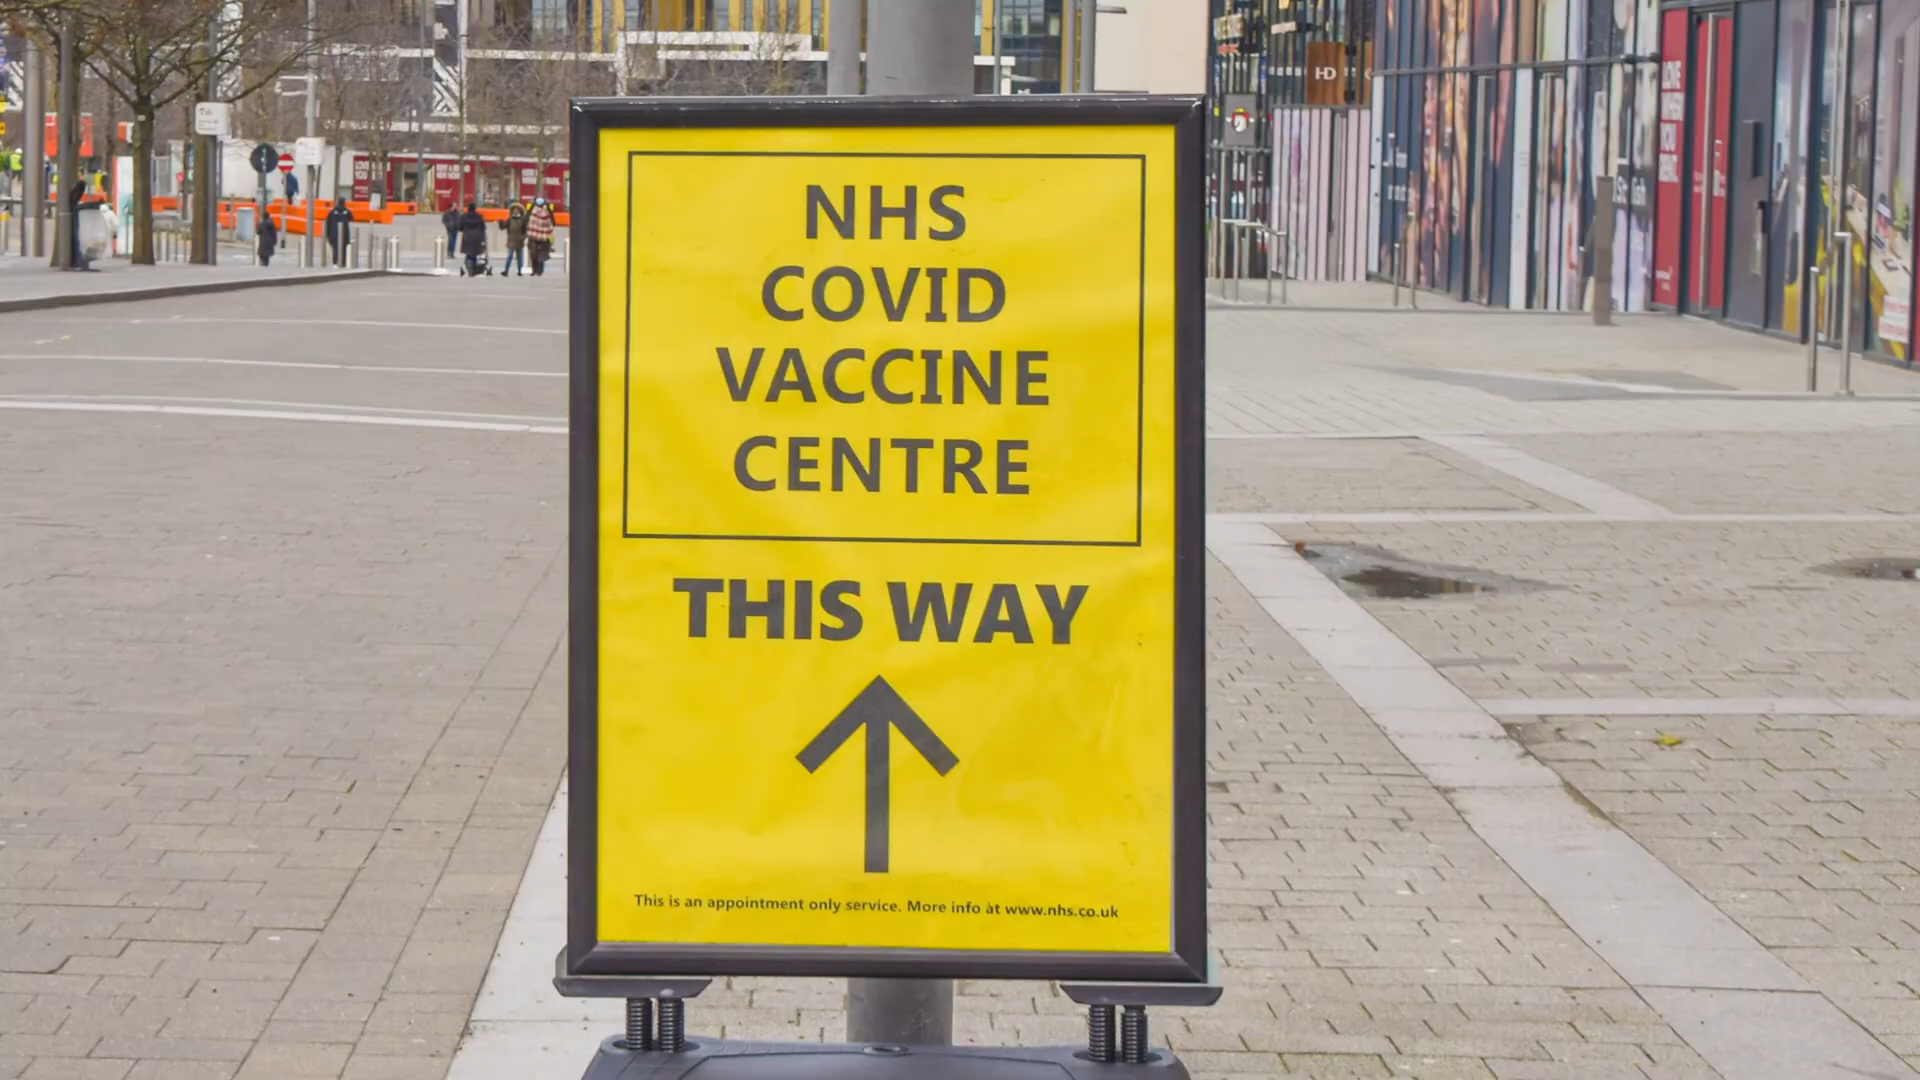 NHS
COVID
VACCINE
CENTRE
THIS WAY
This is an appointment only service. More info at www.nhs.co.uk
HD